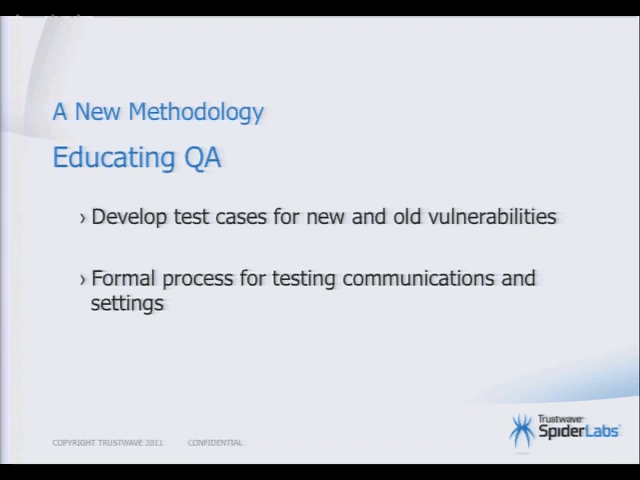 A New Methodology
Educating QA
› Develop test cases for new and old vulnerabilities
› Formal process for testing communications and
settings
COPYRIGHT TRUSTWAVE 2011 CONFIDENTIAL
Trustwave®
SpiderLabs™